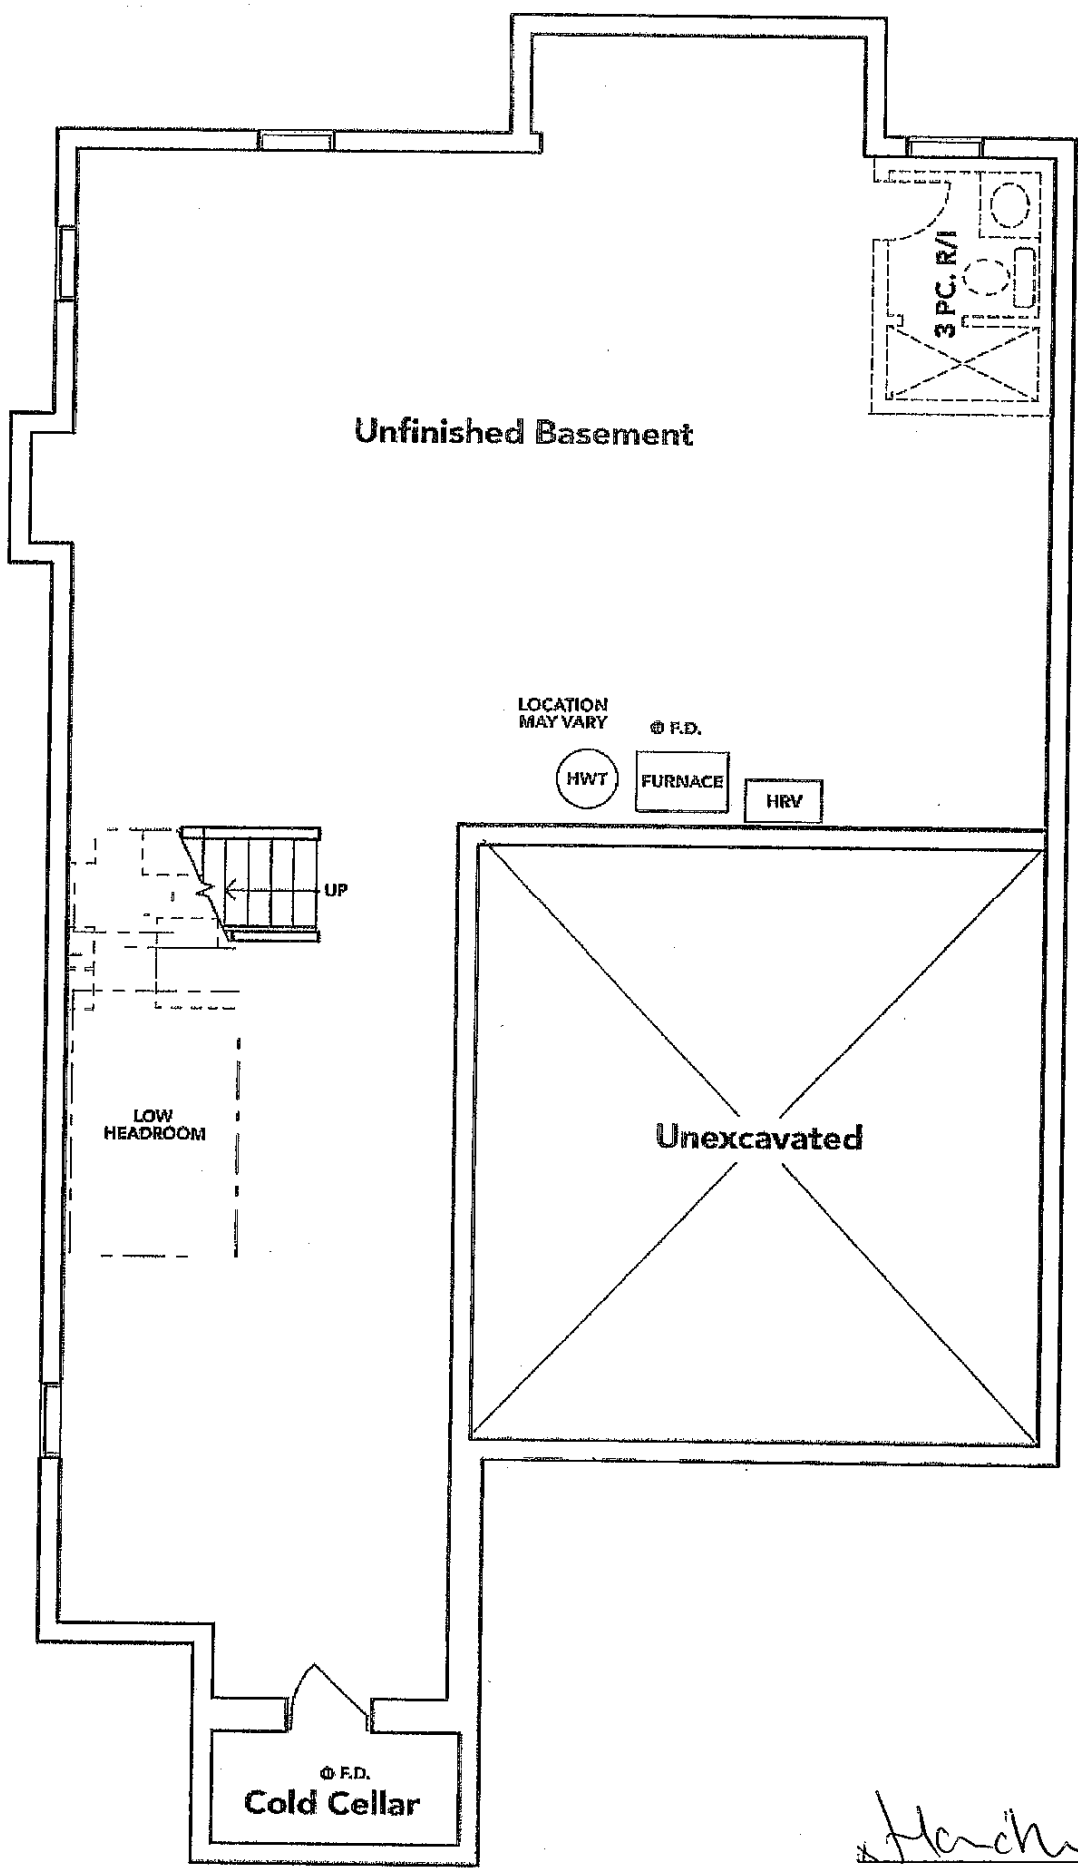 3 PC. R/I
Unfinished Basement
LOCATION
MAY VARY
F.D.
HWT
FURNACE
HRV
UP
LOW
HEADROOM
Unexcavated
F.D.
Cold Cellar